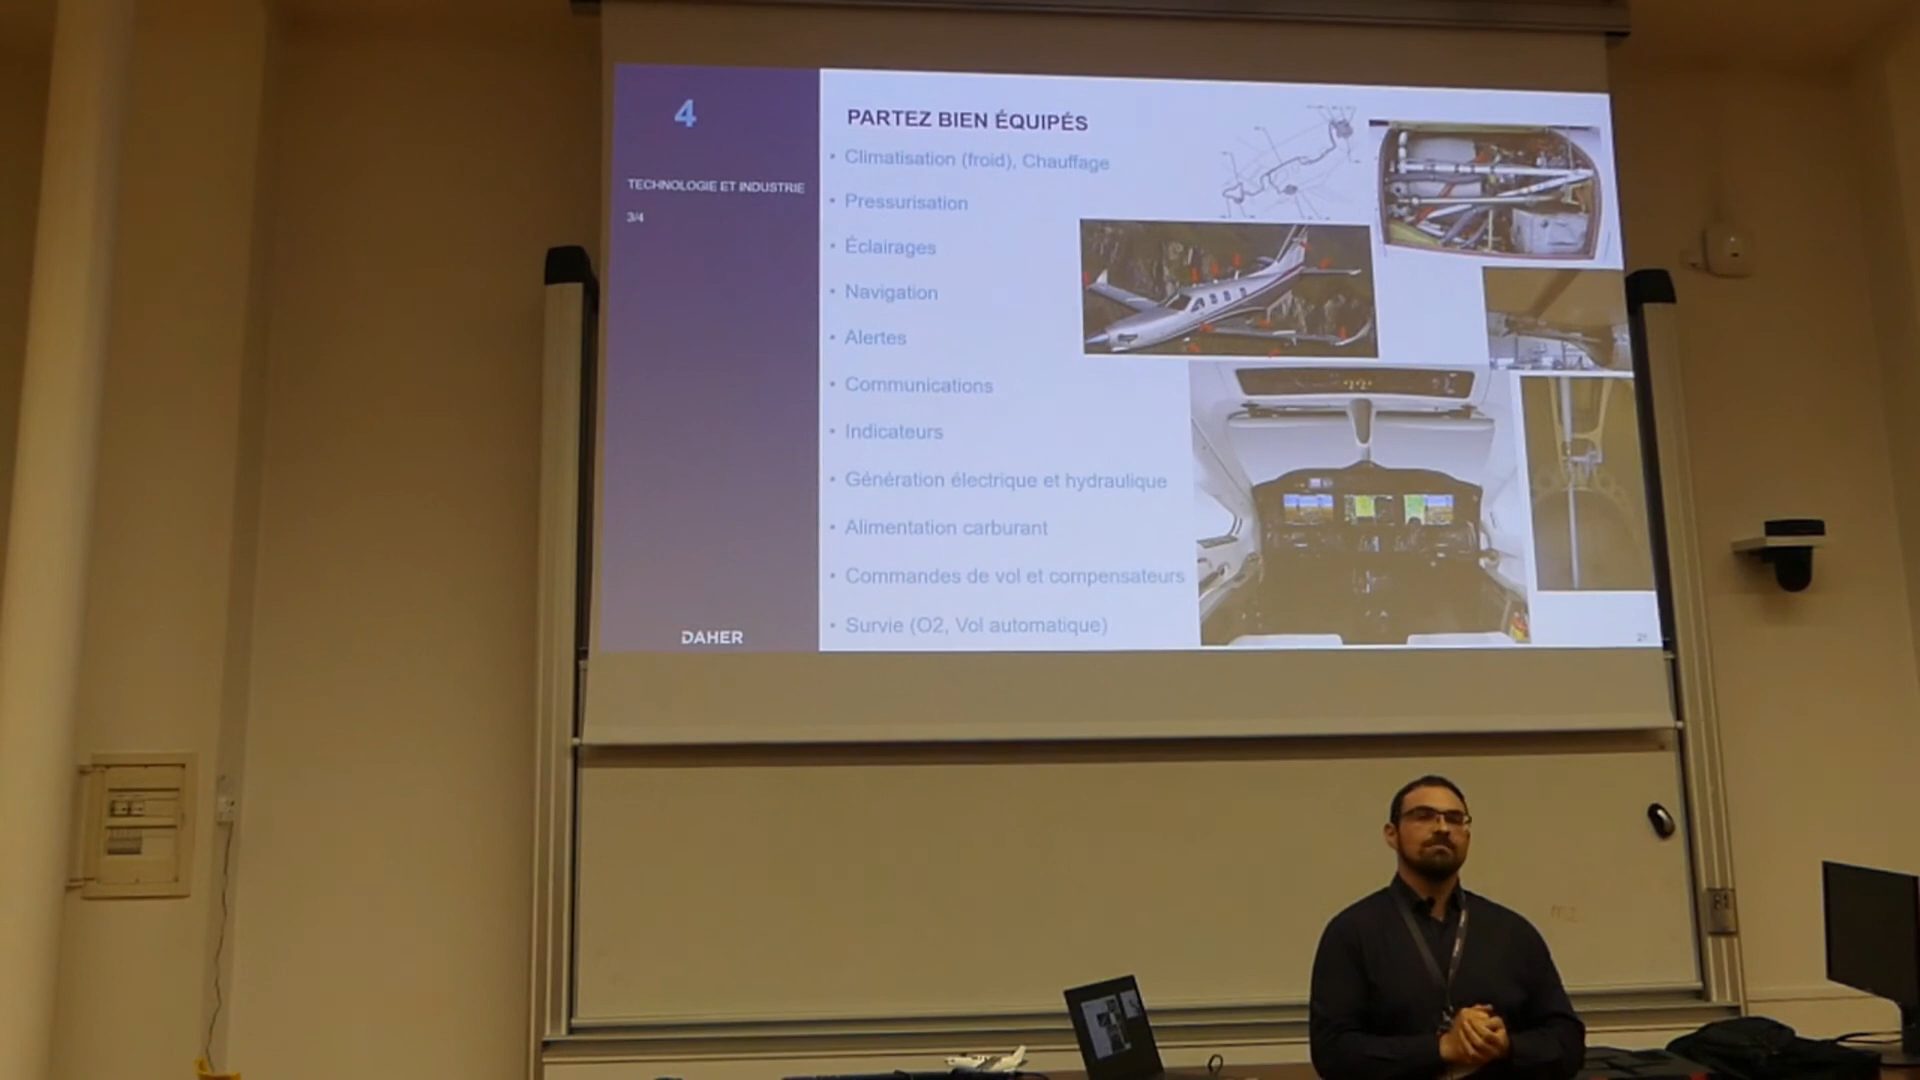 4
TECHNOLOGIE ET INDUSTRIE
3/4
DAHER
PARTEZ BIEN ÉQUIPÉS
• Climatisation (froid), Chauffage
• Pressurisation
• Éclairages
• Navigation
• Alertes
• Communications
• Indicateurs
• Génération électrique et hydraulique
• Alimentation carburant
• Commandes de vol et compensateurs
• Survie (O2, Vol automatique)